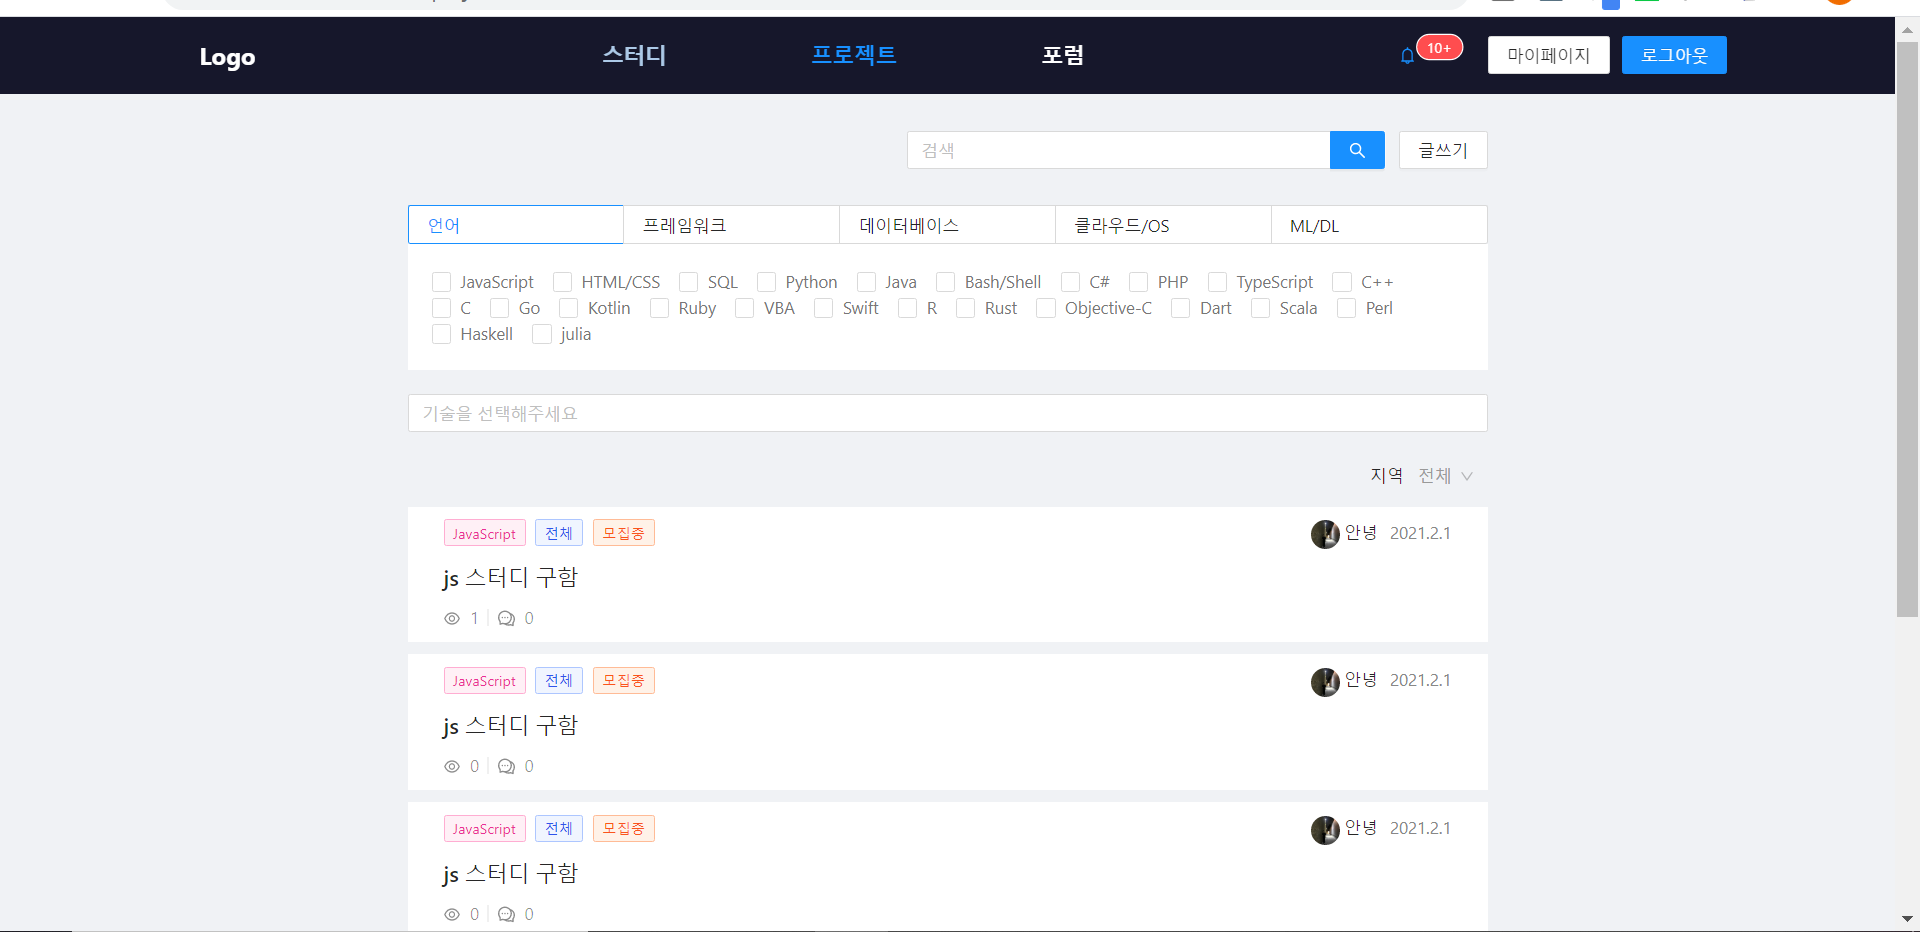 Logo 스터디 프로젝트 포럼 10+ 마이페이지 로그아웃
검색 글쓰기
언어 프레임워크 데이터베이스 클라우드/OS ML/DL
JavaScript HTML/CSS SQL Python Java Bash/Shell C# PHP TypeScript C++
C Go Kotlin Ruby VBA Swift R Rust Objective-C Dart Scala Perl
Haskell julia
기술을 선택해주세요
지역 전체
JavaScript 전체 모집중 안녕 2021.2.1
js 스터디 구함
1 0
JavaScript 전체 모집중 안녕 2021.2.1
js 스터디 구함
0 0
JavaScript 전체 모집중 안녕 2021.2.1
js 스터디 구함
0 0